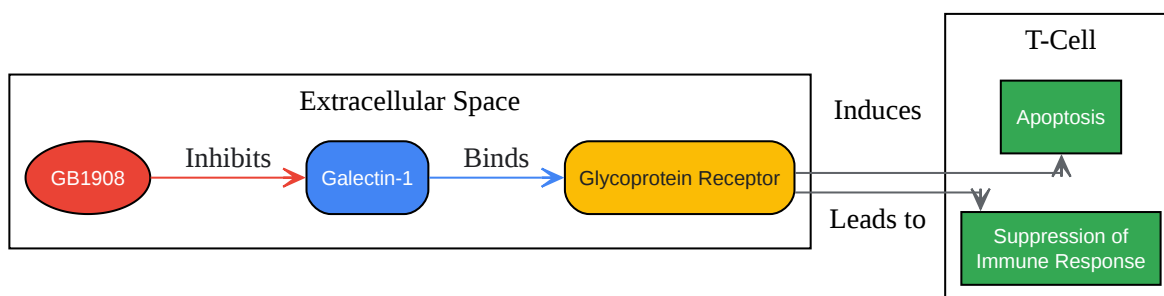 T-Cell
Extracellular Space
Induces
Apoptosis
GB1908
Inhibits
Galectin-1
Binds
Glycoprotein Receptor
Leads to
Suppression of
Immune Response